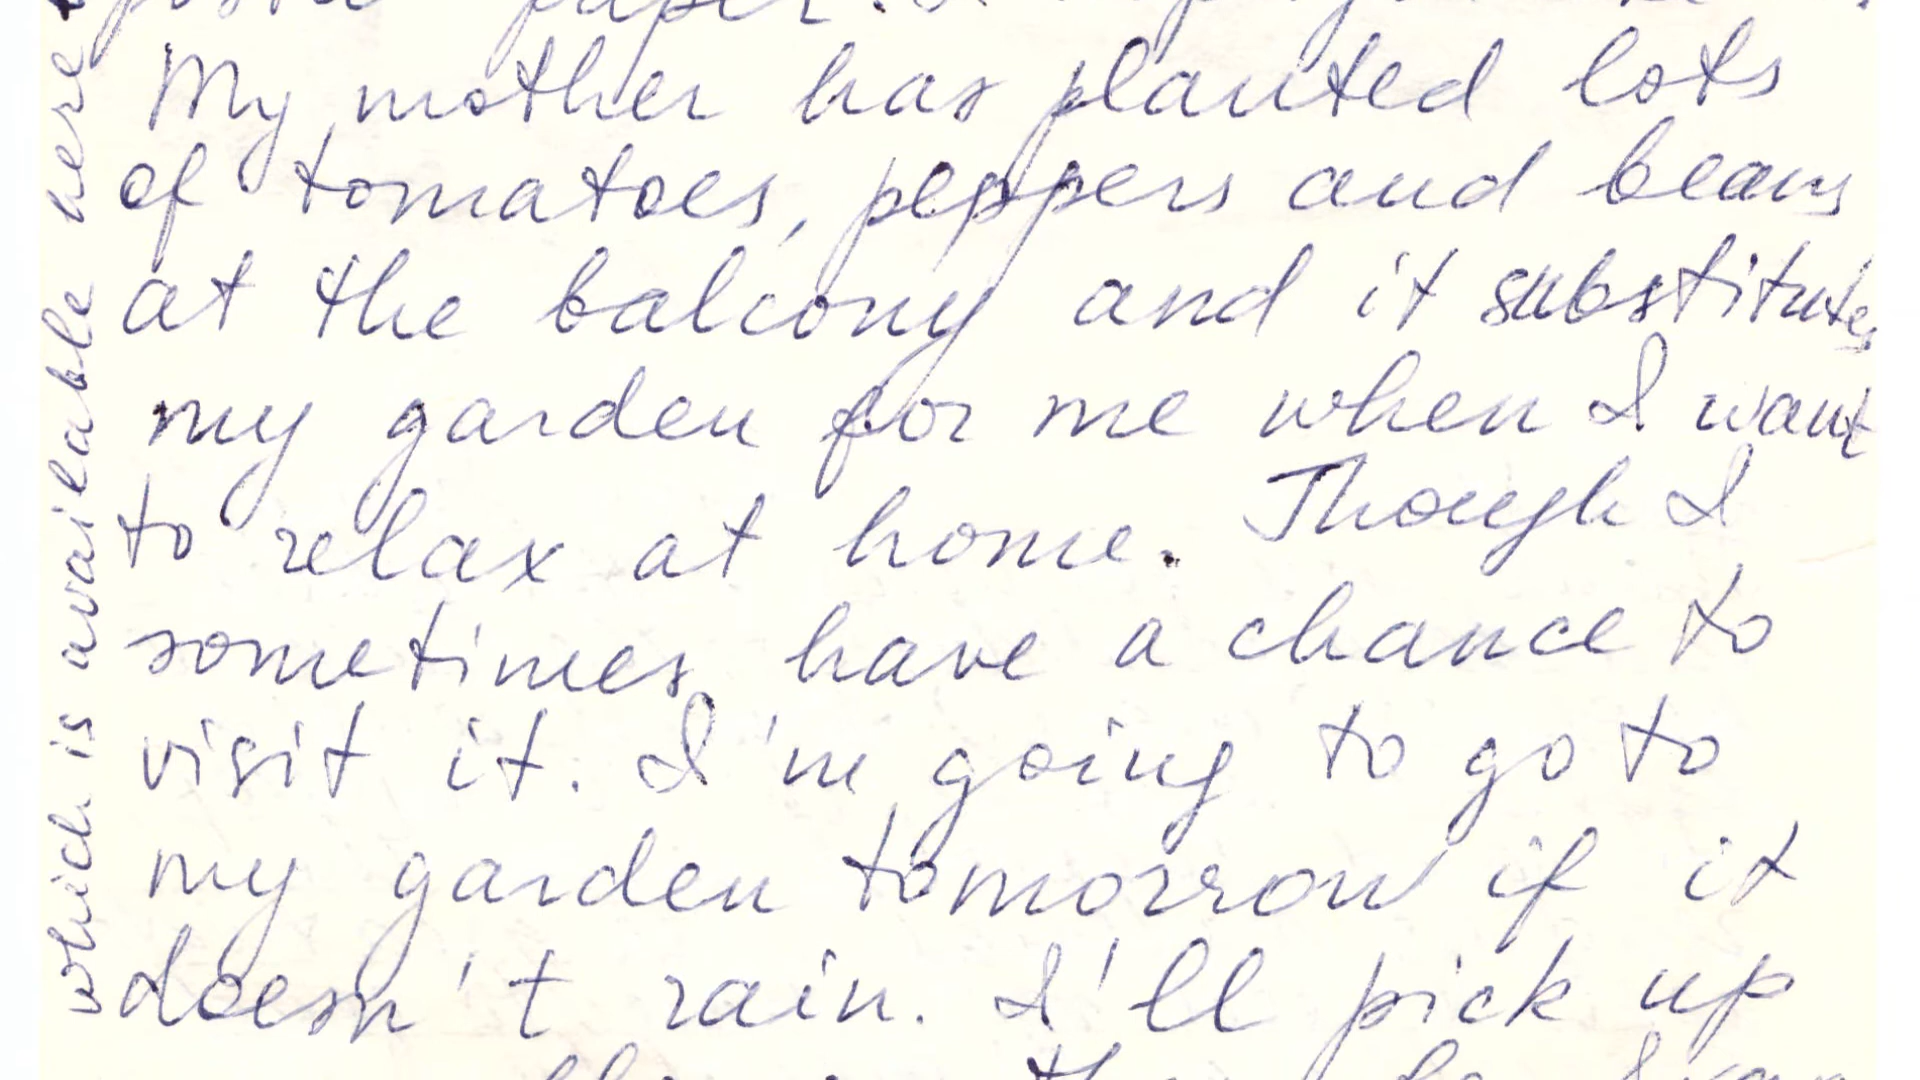 My mother has planted lots
of tomatoes, peppers and beans
at the balcony and it substitutes
my garden for me when I want
to relax at home. Though I
sometimes have a chance to
visit it. I'm going to go to
my garden tomorrow if it
doesn't rain. I'll pick up
which is available here